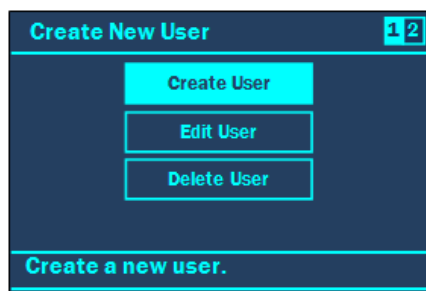 Create New User 1 2
Create User
Edit User
Delete User
Create a new user.